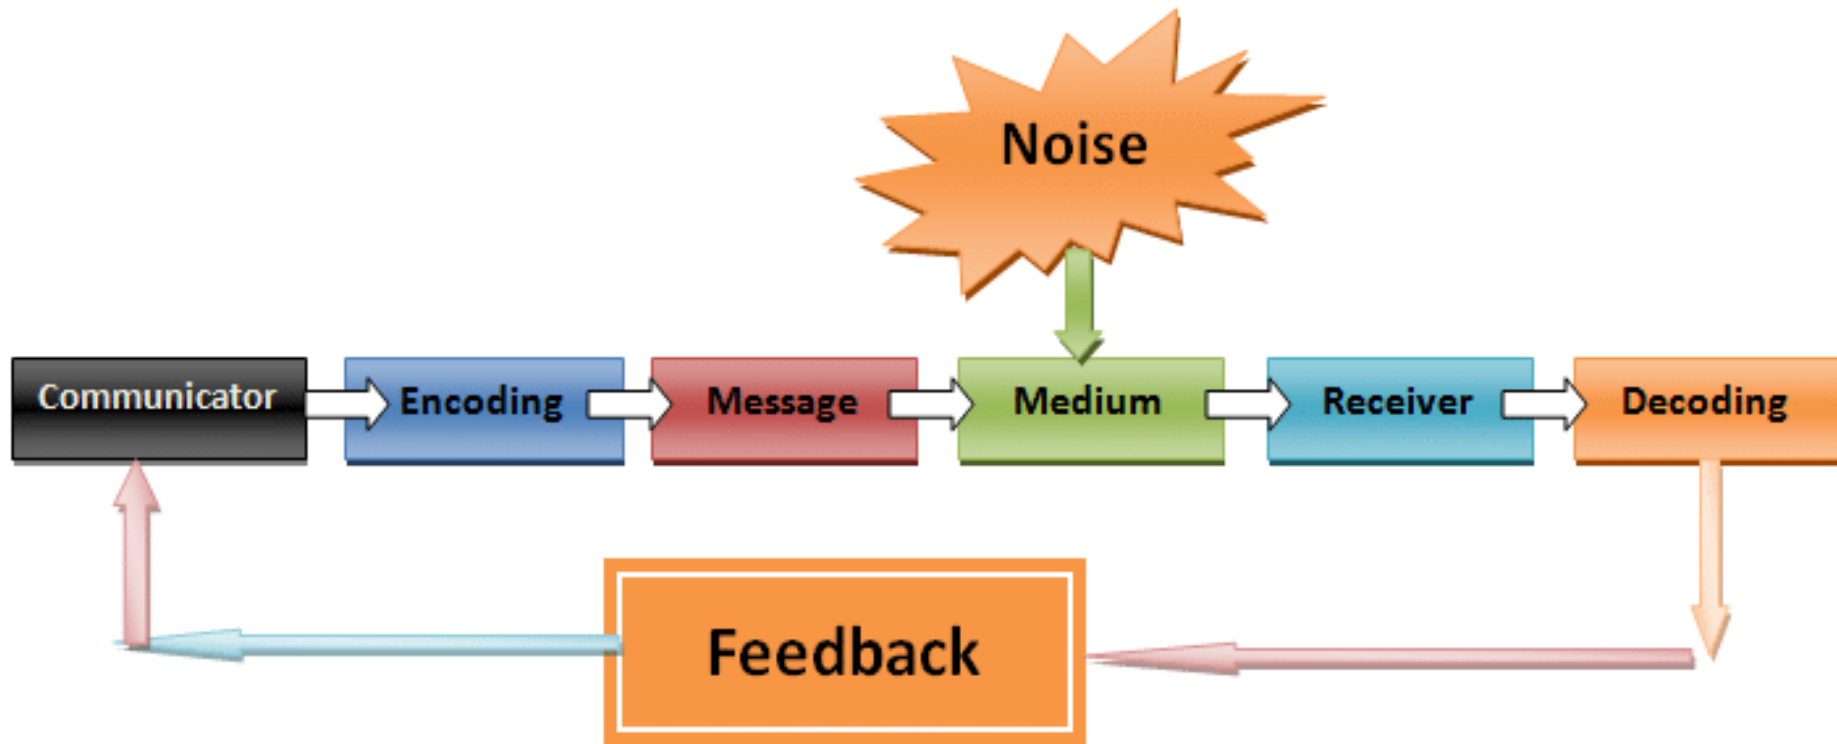 Noise
Communicator
Encoding
Message
Medium
Receiver
Decoding
Feedback